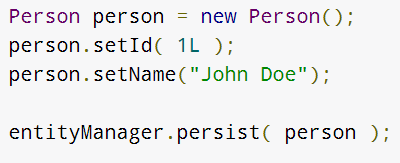 Person person = new Person();
person.setId( 1L );
person.setName("John Doe");
entityManager.persist( person );